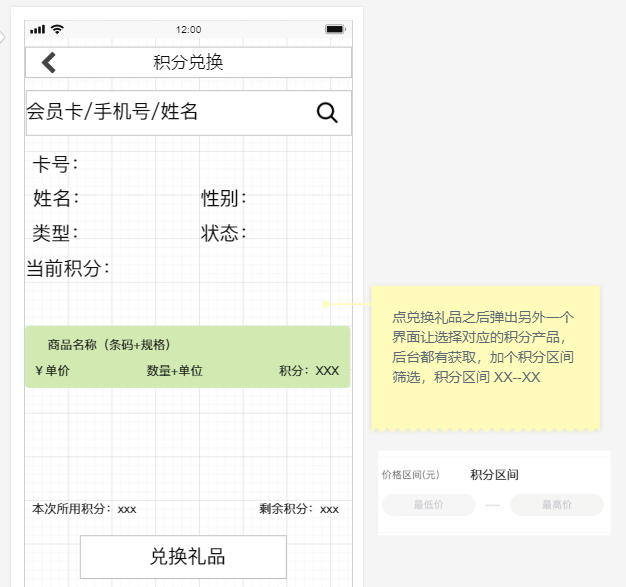 12:00
积分兑换
会员卡/手机号/姓名
卡号：
姓名：
性别：
类型：
状态：
当前积分：
商品名称（条码+规格）
￥单价
数量+单位
积分：XXX
本次所用积分：xxx
剩余积分：xxx
兑换礼品
点兑换礼品之后弹出另外一个
界面让选择对应的积分产品，
后台都有获取，加个积分区间
筛选，积分区间 XX--XX
价格区间(元)
积分区间
最低价
最高价